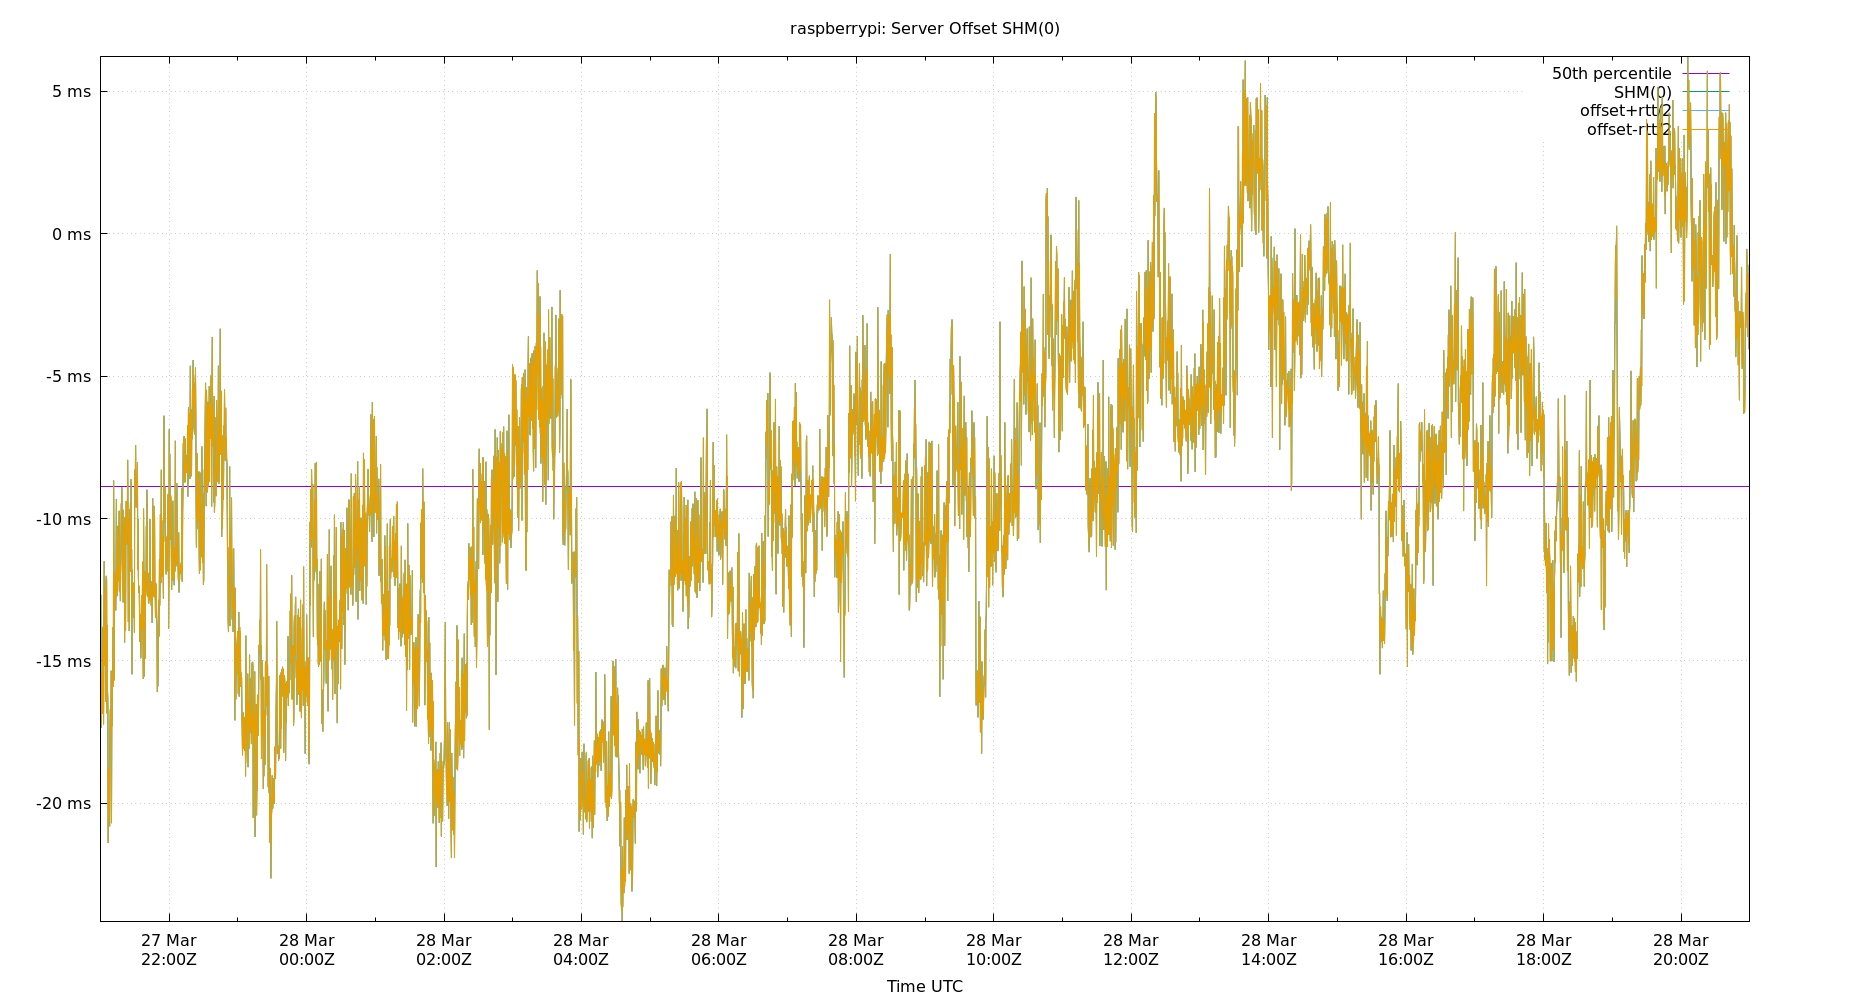 raspberrypi: Server Offset SHM(0)
50th percentile
SHM(0)
offset+rtt/2
offset-rtt/2
5 ms
0 ms
-5 ms
-10 ms
-15 ms
-20 ms
27 Mar 28 Mar 28 Mar 28 Mar 28 Mar 28 Mar 28 Mar 28 Mar 28 Mar 28 Mar 28 Mar 28 Mar
22:00Z 00:00Z 02:00Z 04:00Z 06:00Z 08:00Z 10:00Z 12:00Z 14:00Z 16:00Z 18:00Z 20:00Z
Time UTC